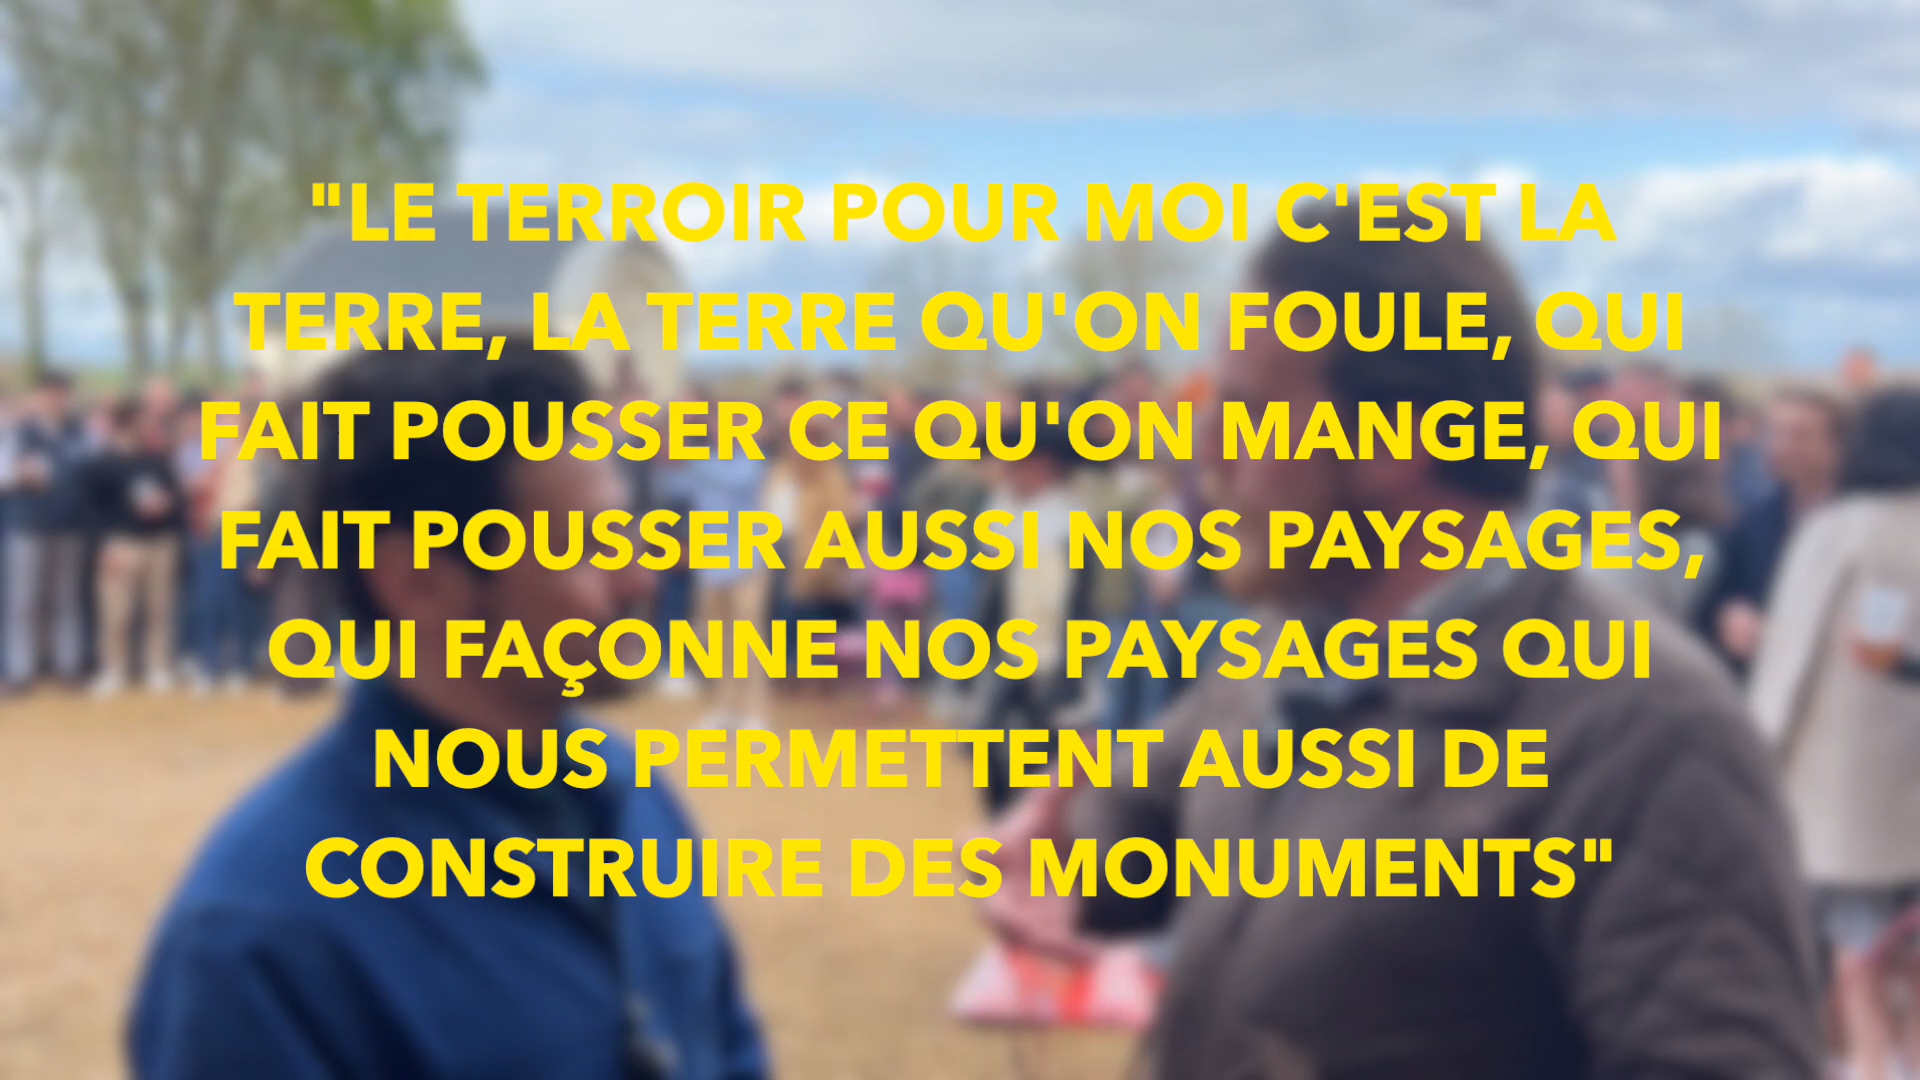 "LE TERROIR POUR MOI C'EST LA
TERRE, LA TERRE QU'ON FOULE, QUI
FAIT POUSSER CE QU'ON MANGE, QUI
FAIT POUSSER AUSSI NOS PAYSAGES,
QUI FAÇONNE NOS PAYSAGES QUI
NOUS PERMETTENT AUSSI DE
CONSTRUIRE DES MONUMENTS"